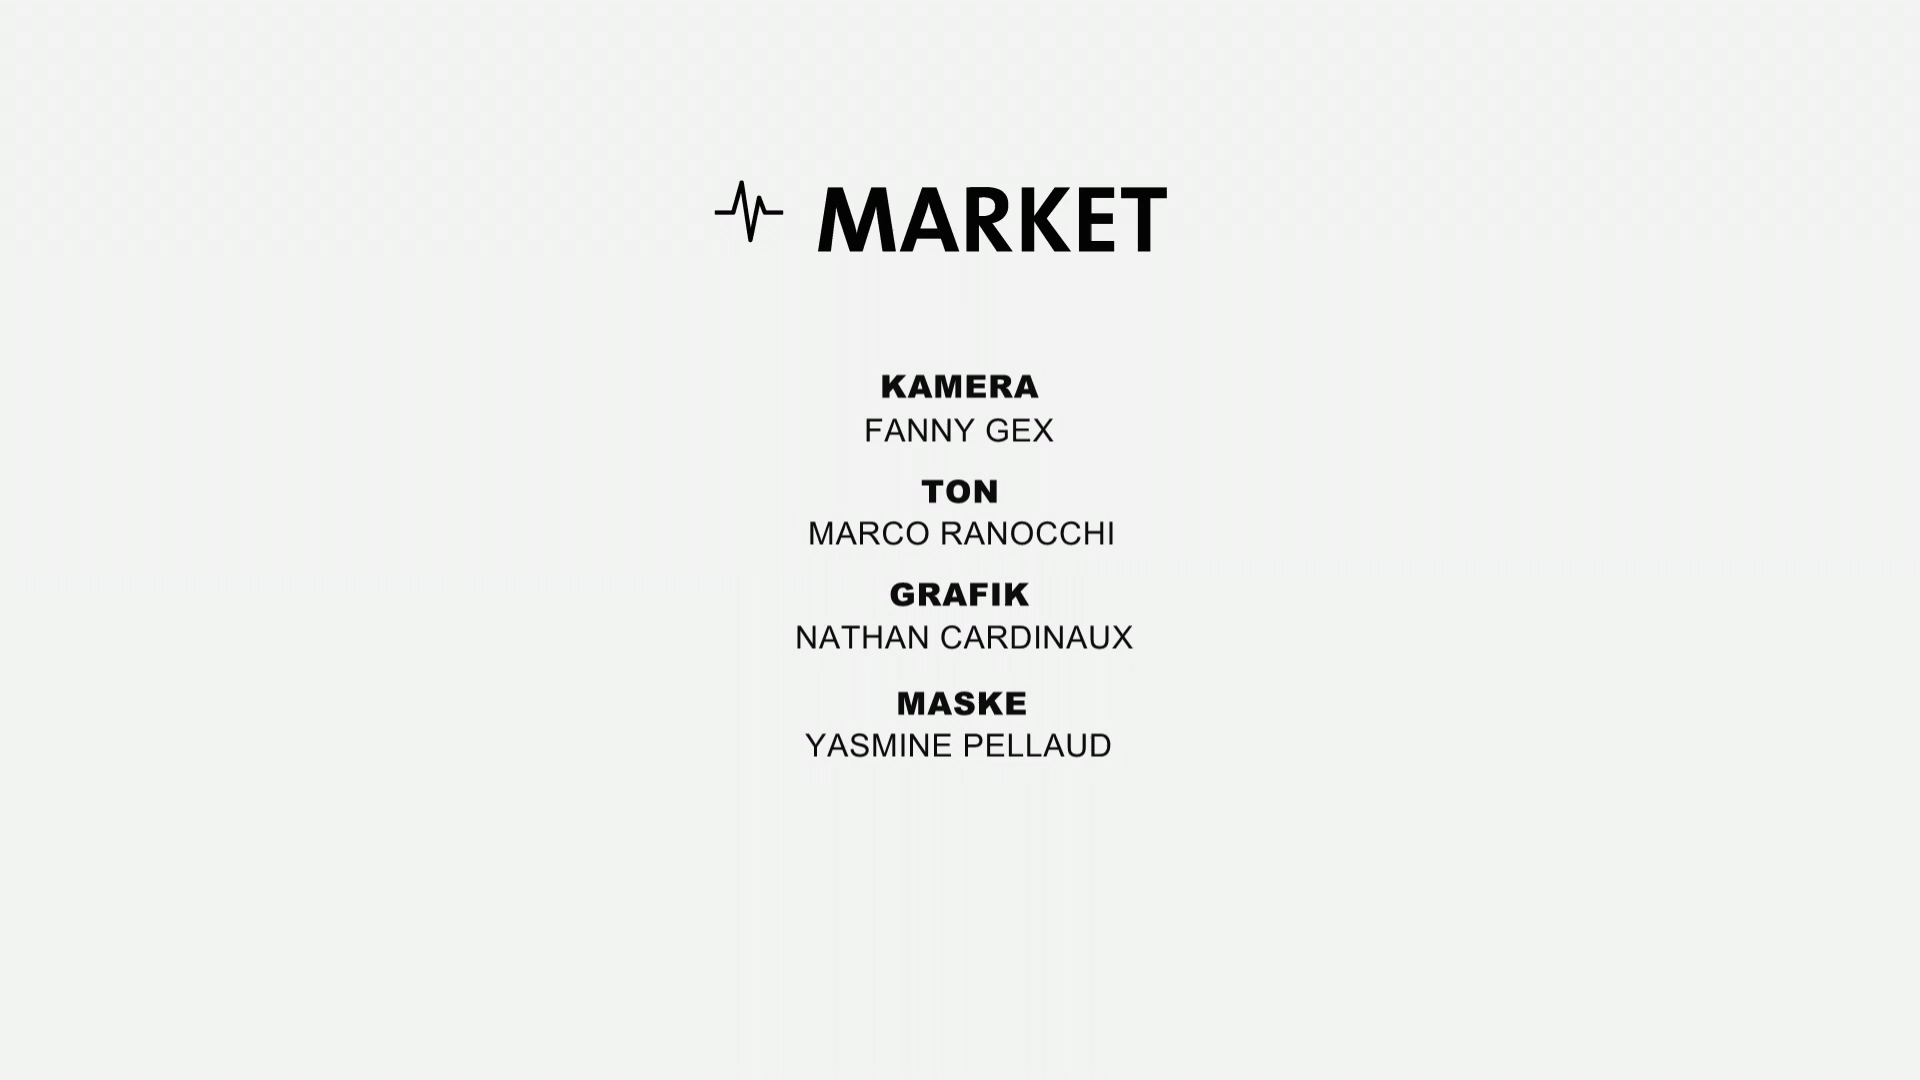 MARKET
KAMERA
FANNY GEX
TON
MARCO RANOCCHI
GRAFIK
NATHAN CARDINAUX
MASKE
YASMINE PELLAUD